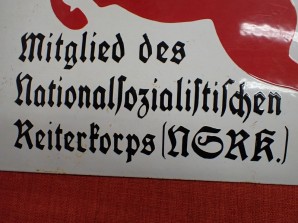 Mitglied des
Nationalsozialistischen
Reiterkorps (NSRK.)